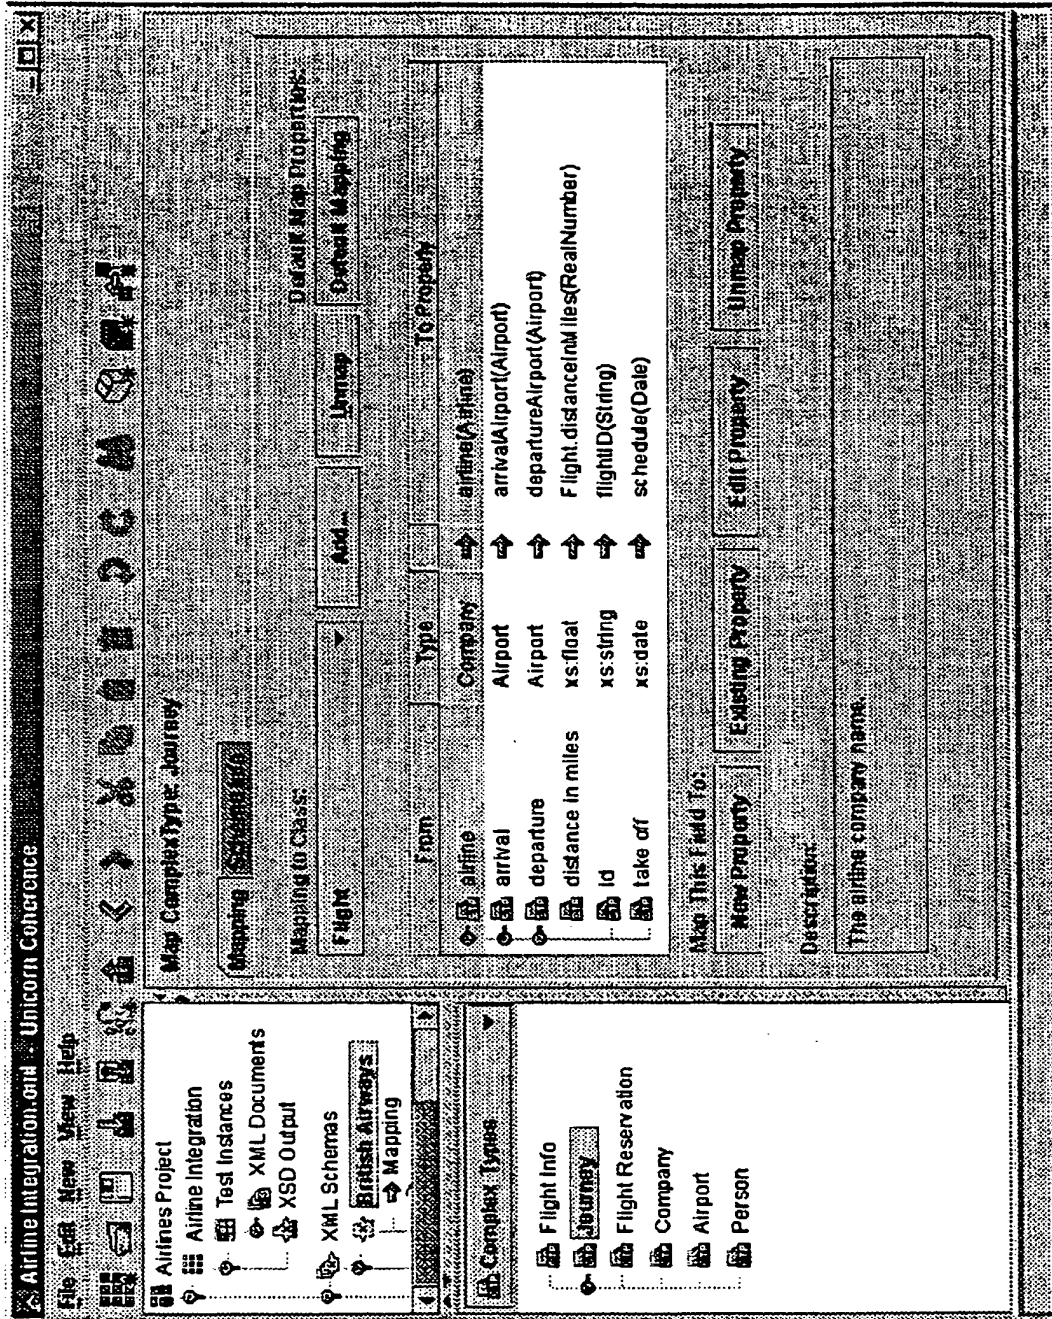 Airline Integration.oud - Unicorn Coherence
File Edit New View Help
Airlines Project
Airline Integration
Test Instances
XML Documents
XSD Output
XML Schemas
British Airways
Mapping
Complex Types
Flight Info
Journey
Flight Reservation
Company
Airport
Person
Map ComplexType: Journey
Mapping Schema Info
Mapping to Class:
Default Map Properties:
Flight And... Unmap Default Mapping
From Type To Property
airline Company airline(Airline)
arrival Airport arrivalAirport(Airport)
departure Airport departureAirport(Airport)
distance in miles xs:float Flight.distanceInMiles(RealNumber)
id xs:string flightID(String)
take off xs:date schedule(Date)
Map This Field To:
New Property Existing Property Edit Property Unmap Property
Description:
The airline company name.